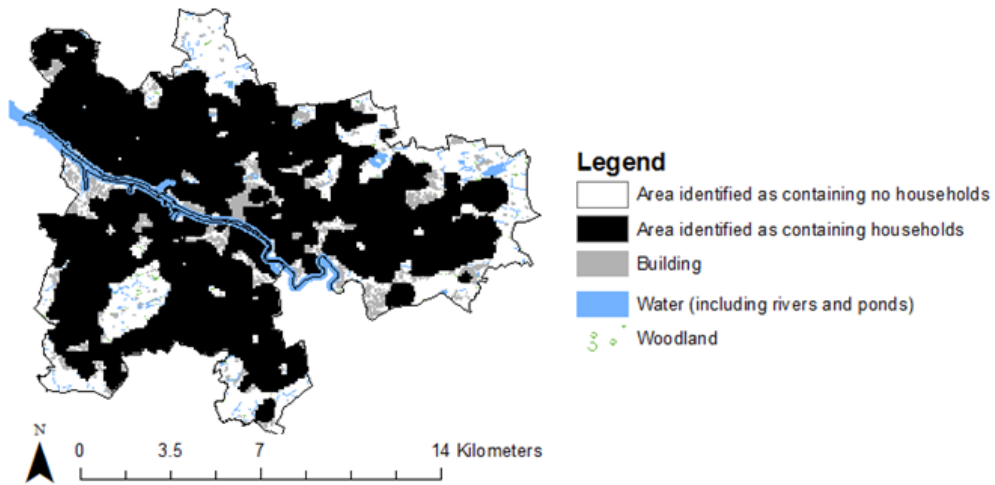 Legend
Area identified as containing no households
Area identified as containing households
Building
Water (including rivers and ponds)
Woodland
N
0 3.5 7 14 Kilometers